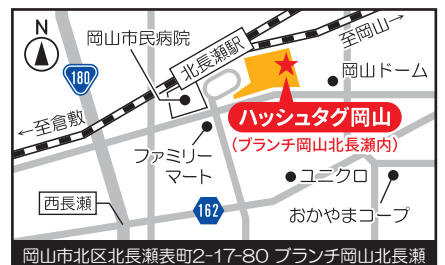 N
岡山市民病院
至岡山→
北長瀬駅
180
岡山ドーム
ハッシュタグ岡山
(ブランチ岡山北長瀬内)
←至倉敷
ファミリー
マート
ユニクロ
西長瀬
162
おかやまコープ
岡山市北区北長瀬表町2-17-80 ブランチ岡山北長瀬